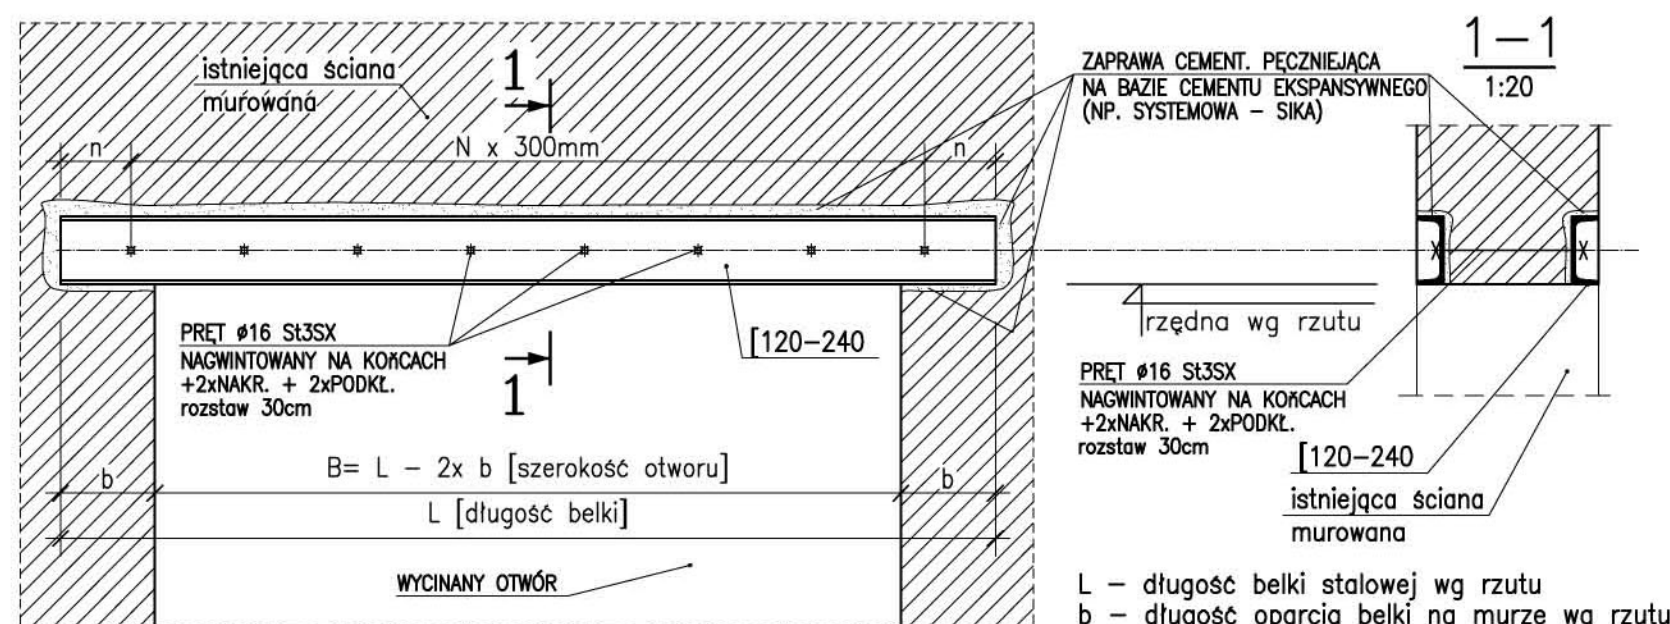 istniejąca ściana
murowana
1
n
N x 300mm
n
ZAPRAWA CEMENT. PĘCZNIEJĄCA
NA BAZIE CEMENTU EKSPANSYWNEGO
(NP. SYSTEMOWA – SIKA)
1–1
1:20
PRĘT ø16 St3SX
NAGWINTOWANY NA KOńCACH
+2xNAKR. + 2xPODKŁ.
rozstaw 30cm
1
[120–240
rzędna wg rzutu
PRĘT ø16 St3SX
NAGWINTOWANY NA KOńCACH
+2xNAKR. + 2xPODKŁ.
rozstaw 30cm
[120–240
istniejąca ściana
murowana
b
B= L – 2x b [szerokość otworu]
b
L [długość belki]
WYCINANY OTWÓR
L – długość belki stalowej wg rzutu
b – długość oparcia belki na murze wg rzutu